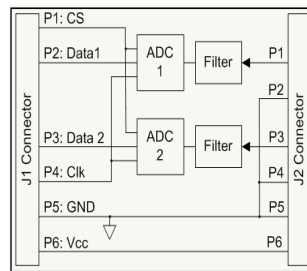 P1: CS
P2: Data1
ADC
1
Filter
P1
P2
P3: Data 2
ADC
2
Filter
P3
P4: Clk
P4
P5: GND
P5
P6: Vcc
P6
J1 Connector
J2 Connector